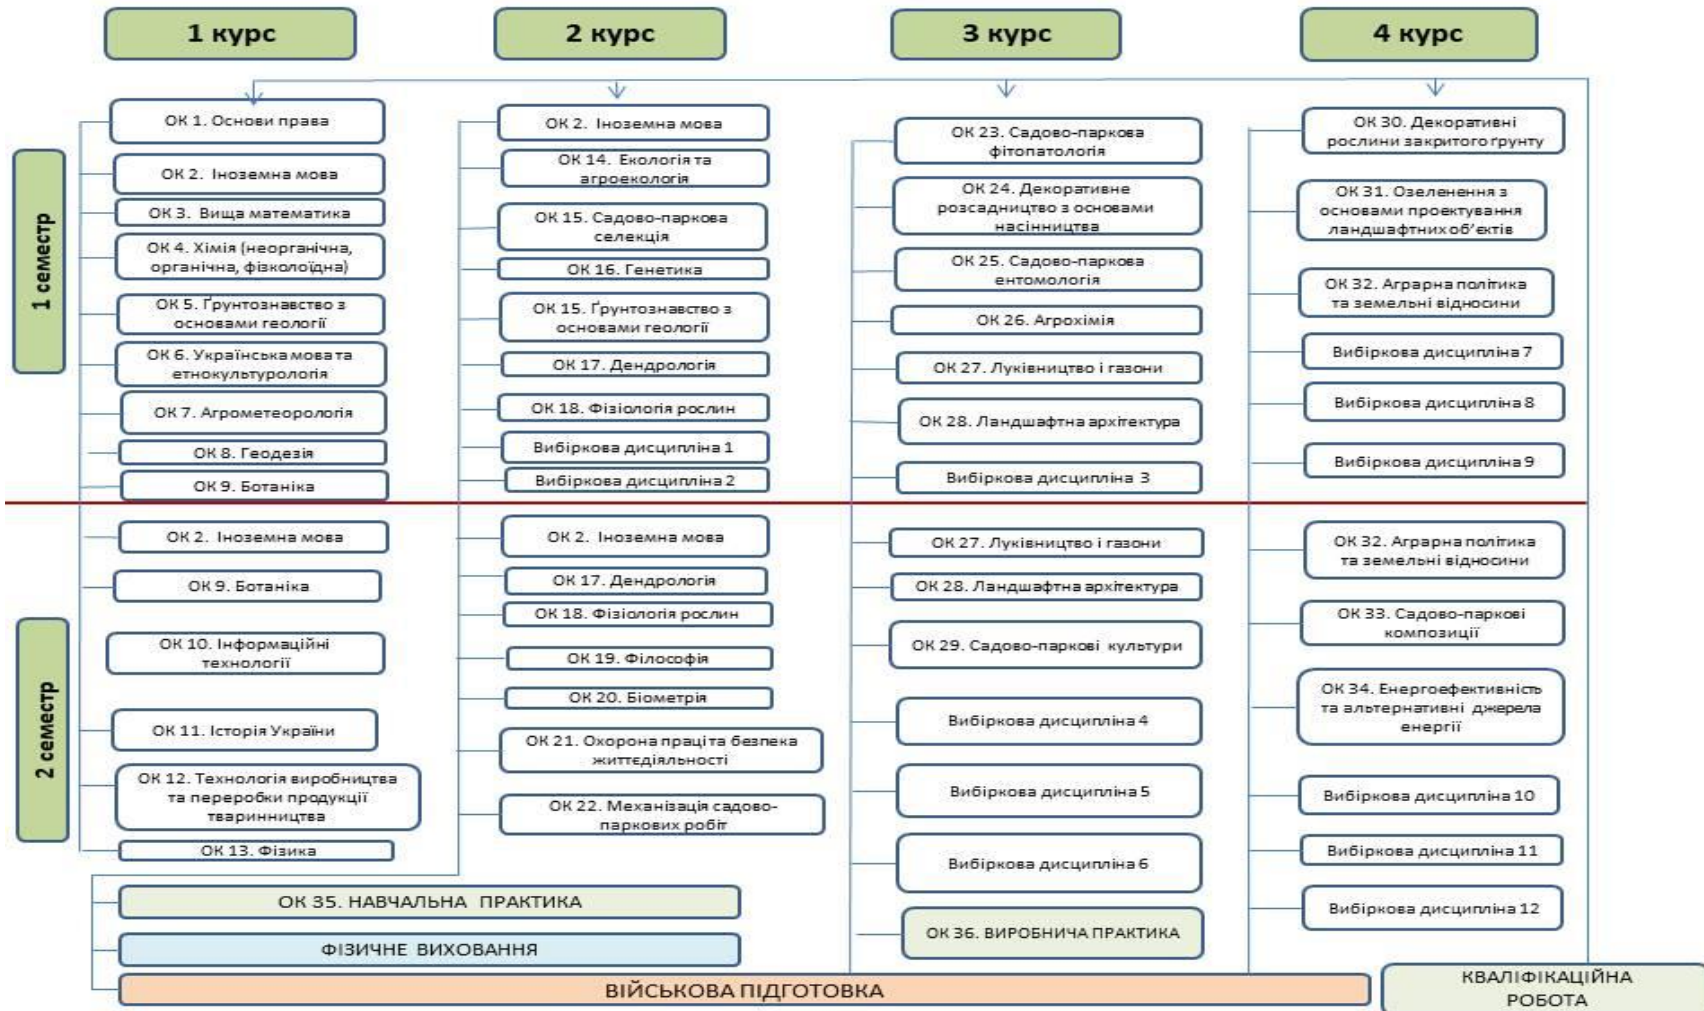 1 курс
2 курс
3 курс
4 курс
1 семестр
ОК 1. Основи права
ОК 2. Іноземна мова
ОК 3. Вища математика
ОК 4. Хімія (неорганічна,
органічна, фізколоїдна)
ОК 5. Ґрунтознавство з
основами геології
ОК 6. Українська мова та
етнокультурологія
ОК 7. Агрометеорологія
ОК 8. Геодезія
ОК 9. Ботаніка
ОК 2. Іноземна мова
ОК 14. Екологія та
агроекологія
ОК 15. Садово-паркова
селекція
ОК 16. Генетика
ОК 15. Ґрунтознавство з
основами геології
ОК 17. Дендрологія
ОК 18. Фізіологія рослин
Вибіркова дисципліна 1
Вибіркова дисципліна 2
ОК 23. Садово-паркова
фітопатологія
ОК 24. Декоративне
розсадництво з основами
насінництва
ОК 25. Садово-паркова
ентомологія
ОК 26. Агрохімія
ОК 27. Луківництво і газони
ОК 28. Ландшафтна архітектура
Вибіркова дисципліна 3
ОК 30. Декоративні
рослини закритого ґрунту
ОК 31. Озеленення з
основами проектування
ландшафтних об’єктів
ОК 32. Аграрна політика
та земельні відносини
Вибіркова дисципліна 7
Вибіркова дисципліна 8
Вибіркова дисципліна 9
2 семестр
ОК 2. Іноземна мова
ОК 9. Ботаніка
ОК 10. Інформаційні
технології
ОК 11. Історія України
ОК 12. Технологія виробництва
та переробки продукції
тваринництва
ОК 13. Фізика
ОК 2. Іноземна мова
ОК 17. Дендрологія
ОК 18. Фізіологія рослин
ОК 19. Філософія
ОК 20. Біометрія
ОК 21. Охорона праці та безпека
життєдіяльності
ОК 22. Механізація садово-
паркових робіт
ОК 27. Луківництво і газони
ОК 28. Ландшафтна архітектура
ОК 29. Садово-паркові культури
Вибіркова дисципліна 4
Вибіркова дисципліна 5
Вибіркова дисципліна 6
ОК 36. ВИРОБНИЧА ПРАКТИКА
ОК 32. Аграрна політика
та земельні відносини
ОК 33. Садово-паркові
композиції
ОК 34. Енергоефективність
та альтернативні джерела
енергії
Вибіркова дисципліна 10
Вибіркова дисципліна 11
Вибіркова дисципліна 12
ОК 35. НАВЧАЛЬНА ПРАКТИКА
ФІЗИЧНЕ ВИХОВАННЯ
ВІЙСЬКОВА ПІДГОТОВКА
КВАЛІФІКАЦІЙНА
РОБОТА